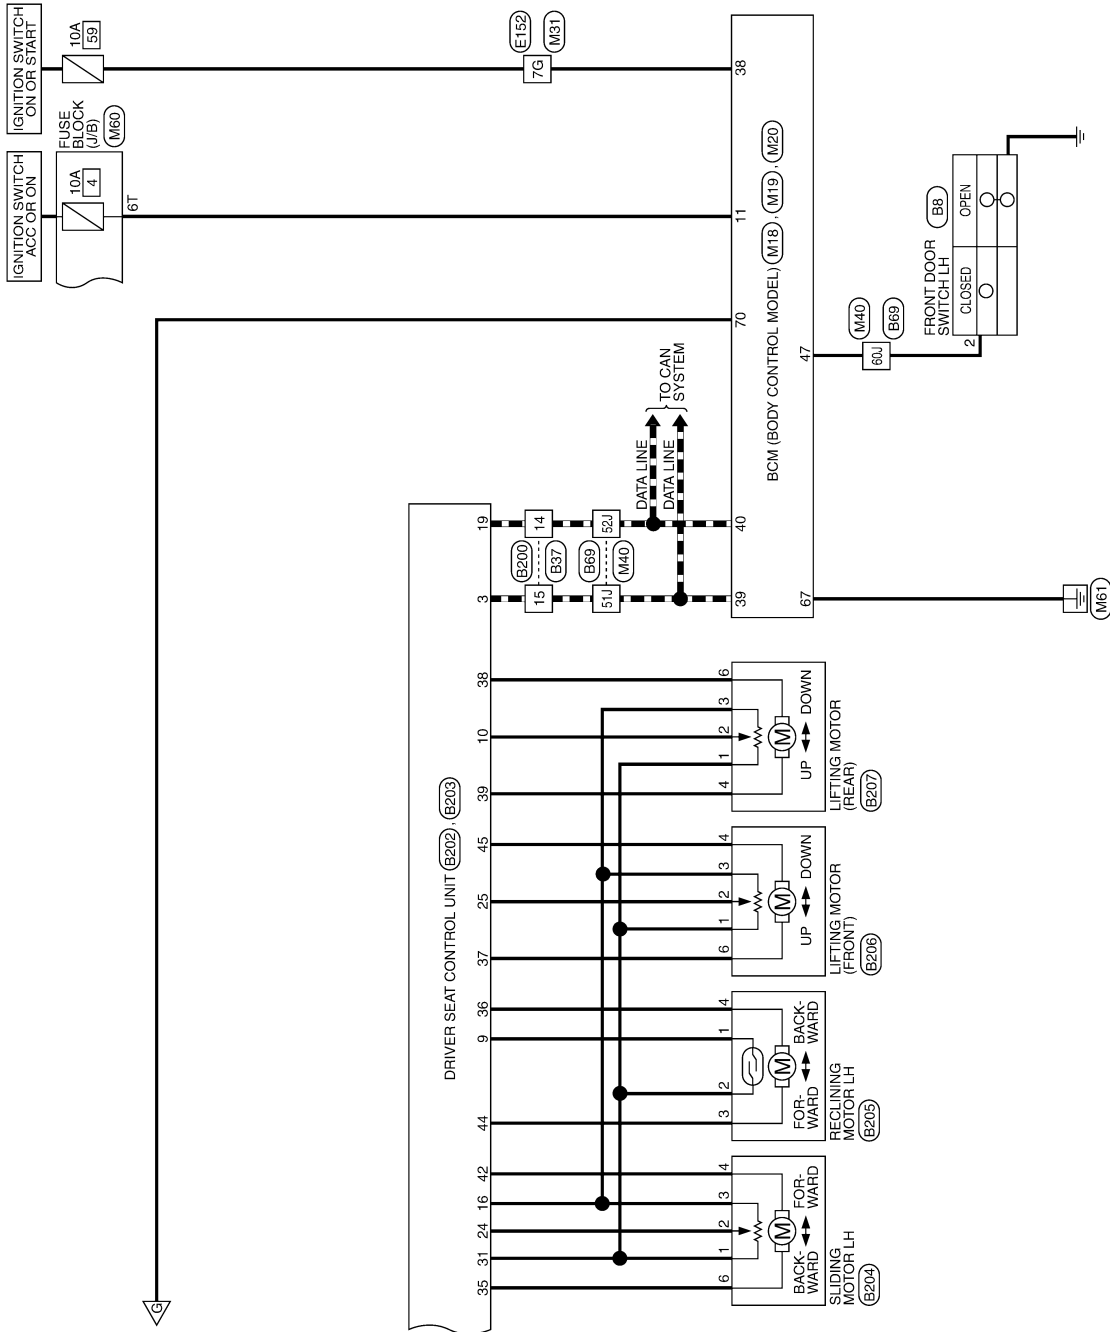 IGNITION SWITCH
ON OR START
10A
59
E152
M31
7G
38
IGNITION SWITCH
ACC OR ON
FUSE
BLOCK
(J/B)
M60
10A
4
6T
11
70
BCM (BODY CONTROL MODEL) M18 , M19 , M20
47
M40
B69
60J
FRONT DOOR
SWITCH LH
B8
CLOSED
OPEN
2
TO CAN
SYSTEM
DATA LINE
DATA LINE
19
14
52J
40
B200
B37
B69
M40
3
15
51J
39
67
M61
DRIVER SEAT CONTROL UNIT B202 , B203
38
10
39
6
3
2
1
4
M
UP
DOWN
LIFTING MOTOR
(REAR)
B207
45
25
37
4
3
2
1
6
M
UP
DOWN
LIFTING MOTOR
(FRONT)
B206
36
9
44
4
1
2
3
M
FOR-
WARD
BACK-
WARD
RECLINING
MOTOR LH
B205
42
16
24
31
35
4
3
2
1
6
M
BACK-
WARD
FOR-
WARD
SLIDING
MOTOR LH
B204
G